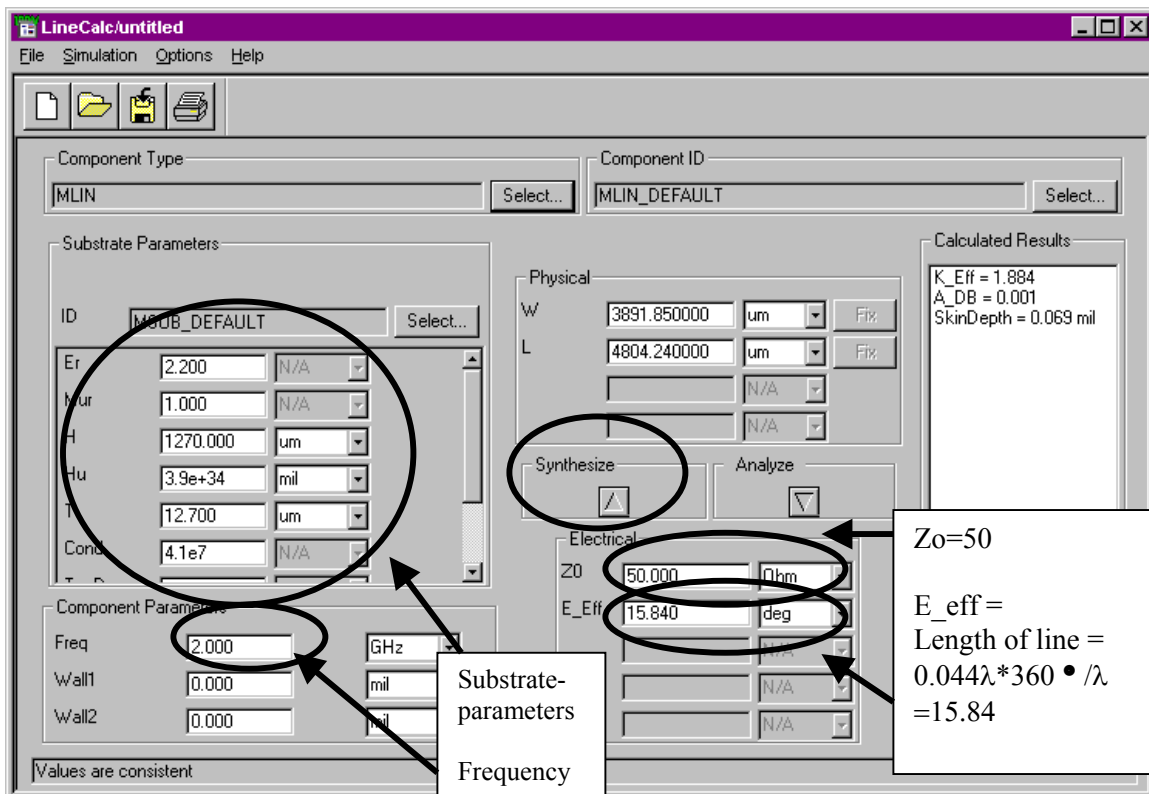 LineCalc/untitled
File Simulation Options Help
Component Type
MLIN
Select...
Component ID
MLIN_DEFAULT
Select...
Substrate Parameters
ID MSUB_DEFAULT Select...
Er 2.200 N/A
Mur 1.000 N/A
H 1270.000 um
Hu 3.9e+34 mil
T 12.700 um
Cond 4.1e7 N/A
Physical
W 3891.850000 um Fix
L 4804.240000 um Fix
N/A
N/A
Synthesize
Analyze
Electrical
Z0 50.000 Ohm
E_Eff 15.840 deg
N/A
N/A
N/A
Calculated Results
K_Eff = 1.884
A_DB = 0.001
SkinDepth = 0.069 mil
Component Parameters
Freq 2.000 GHz
Wall1 0.000 mil
Wall2 0.000 mil
Substrate-
parameters
Frequency
Zo=50
E_eff =
Length of line =
0.044λ*360 • /λ
=15.84
Values are consistent